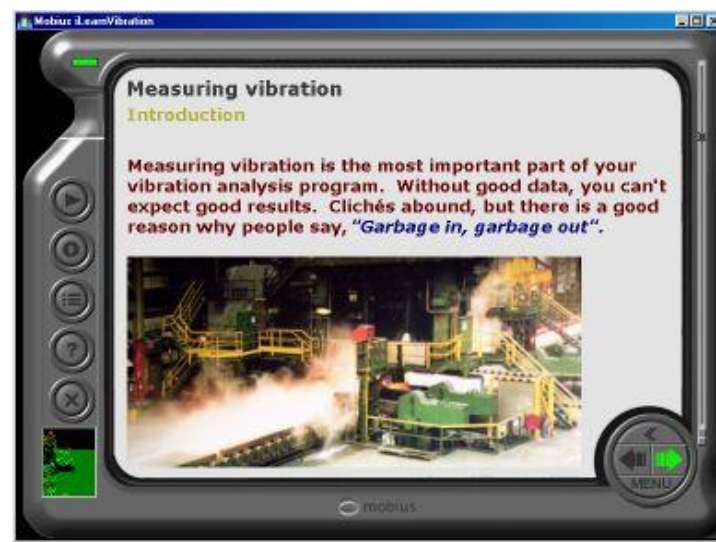 Mobius iLearnVibration
Measuring vibration
Introduction
Measuring vibration is the most important part of your
vibration analysis program.  Without good data, you can't
expect good results.  Clichés abound, but there is a good
reason why people say, "Garbage in, garbage out".
MENU
mobius